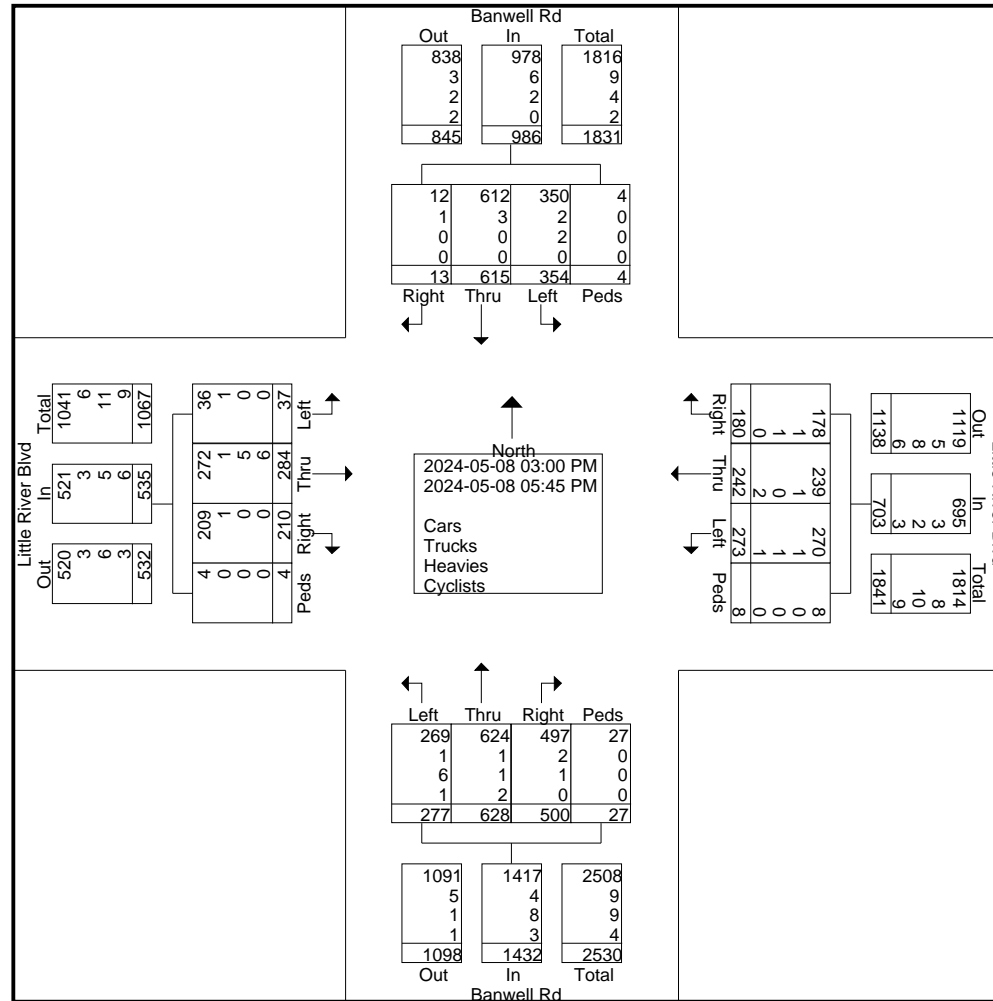 Banwell Rd
Out In Total
838 978 1816
3 6 9
2 2 4
2 0 2
845 986 1831
12 612 350 4
1 3 2 0
0 0 2 0
0 0 0 0
13 615 354 4
Right Thru Left Peds
Little River Blvd
Out In Total
520 521 1041
3 3 6
6 5 11
3 6 9
532 535 1067
36 1 0 0 37
Left
272 1 5 6 284
Thru
209 1 0 0 210
Right
4 0 0 0 4
Peds
North
2024-05-08 03:00 PM
2024-05-08 05:45 PM
Cars
Trucks
Heavies
Cyclists
Right
178 1 1 0 180
Thru
239 1 0 2 242
Left
270 1 1 1 273
Peds
8 0 0 0 8
Out In Total
1119 695 1814
5 3 8
8 2 10
6 3 9
1138 703 1841
Left Thru Right Peds
269 624 497 27
1 1 2 0
6 1 1 0
1 2 0 0
277 628 500 27
1091 1417 2508
5 4 9
1 8 9
1 3 4
1098 1432 2530
Out In Total
Banwell Rd